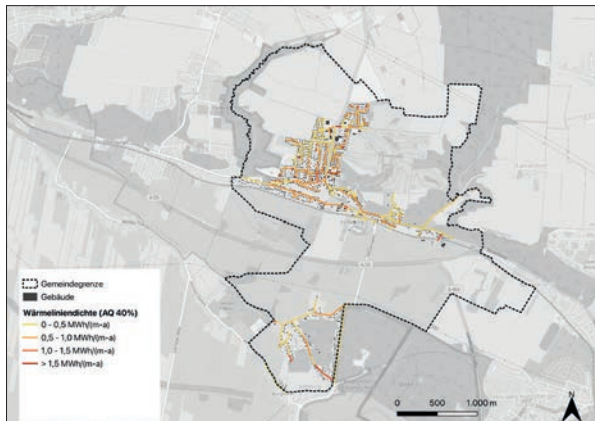 Gemeindegrenze
Gebäude
Wärmeliniendichte (AQ 40%)
0 - 0,5 MWh/(m•a)
0,5 - 1,0 MWh/(m•a)
1,0 - 1,5 MWh/(m•a)
> 1,5 MWh/(m•a)
0 500 1.000 m
N